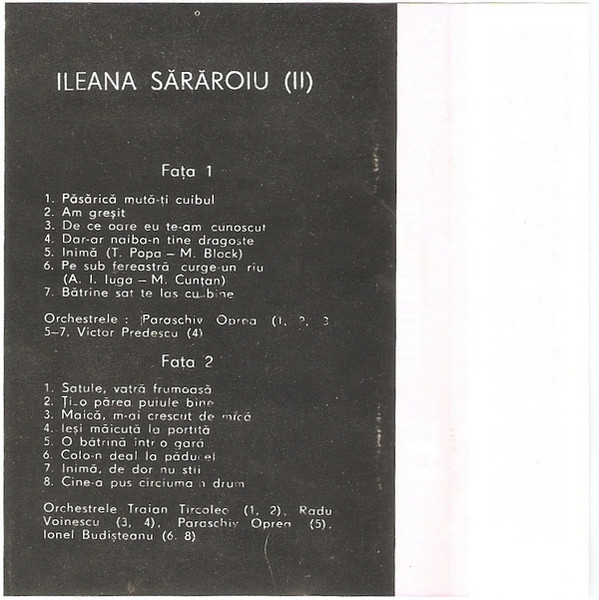 ILEANA SĂRĂROIU (II)
Fața 1
1. Păsărică mută-ți cuibul
2. Am greșit
3. De ce oare eu te-am cunoscut
4. Dar-ar naiba-n tine dragoste
5. Inimă (T. Popa – M. Block)
6. Pe sub fereastră curge-un riu
(A. I. Iuga – M. Cunțan)
7. Bătrine sat te las cu bine
Orchestrele : Paraschiv Oprea (1, 2, 3
5–7, Victor Predescu (4)
Fața 2
1. Satule, vatră frumoasă
2. Ți-o părea puiule bine
3. Maică, m-ai crescut de mică
4. Ieși măicuță la portiță
5. O bătrină intr-o gară
6. Colo-n deal la păducel
7. Inimă, de dor nu știi
8. Cine-a pus circiuma n drum
Orchestrele Traian Tircolea (1, 2), Radu
Voinescu (3, 4), Paraschiv Oprea (5),
Ionel Budișteanu (6. 8)